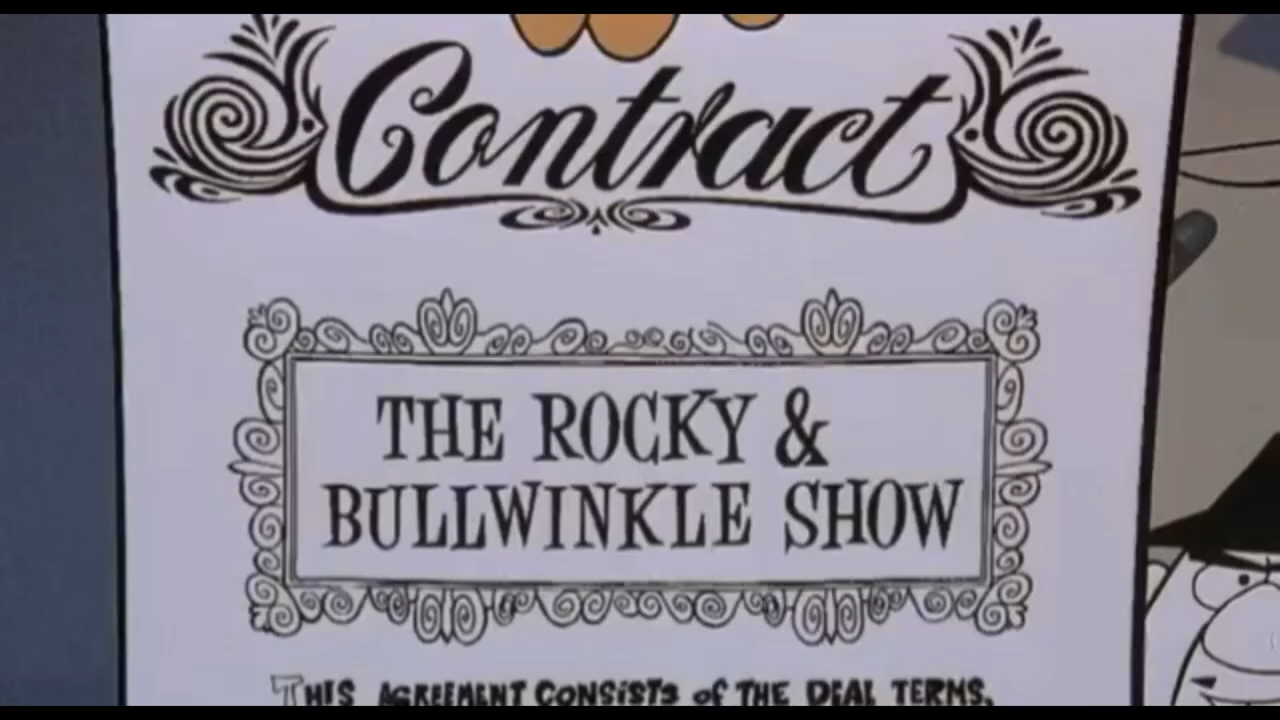 Contract
THE ROCKY &
BULLWINKLE SHOW
THIS AGREEMENT CONSISTS OF THE DEAL TERMS,